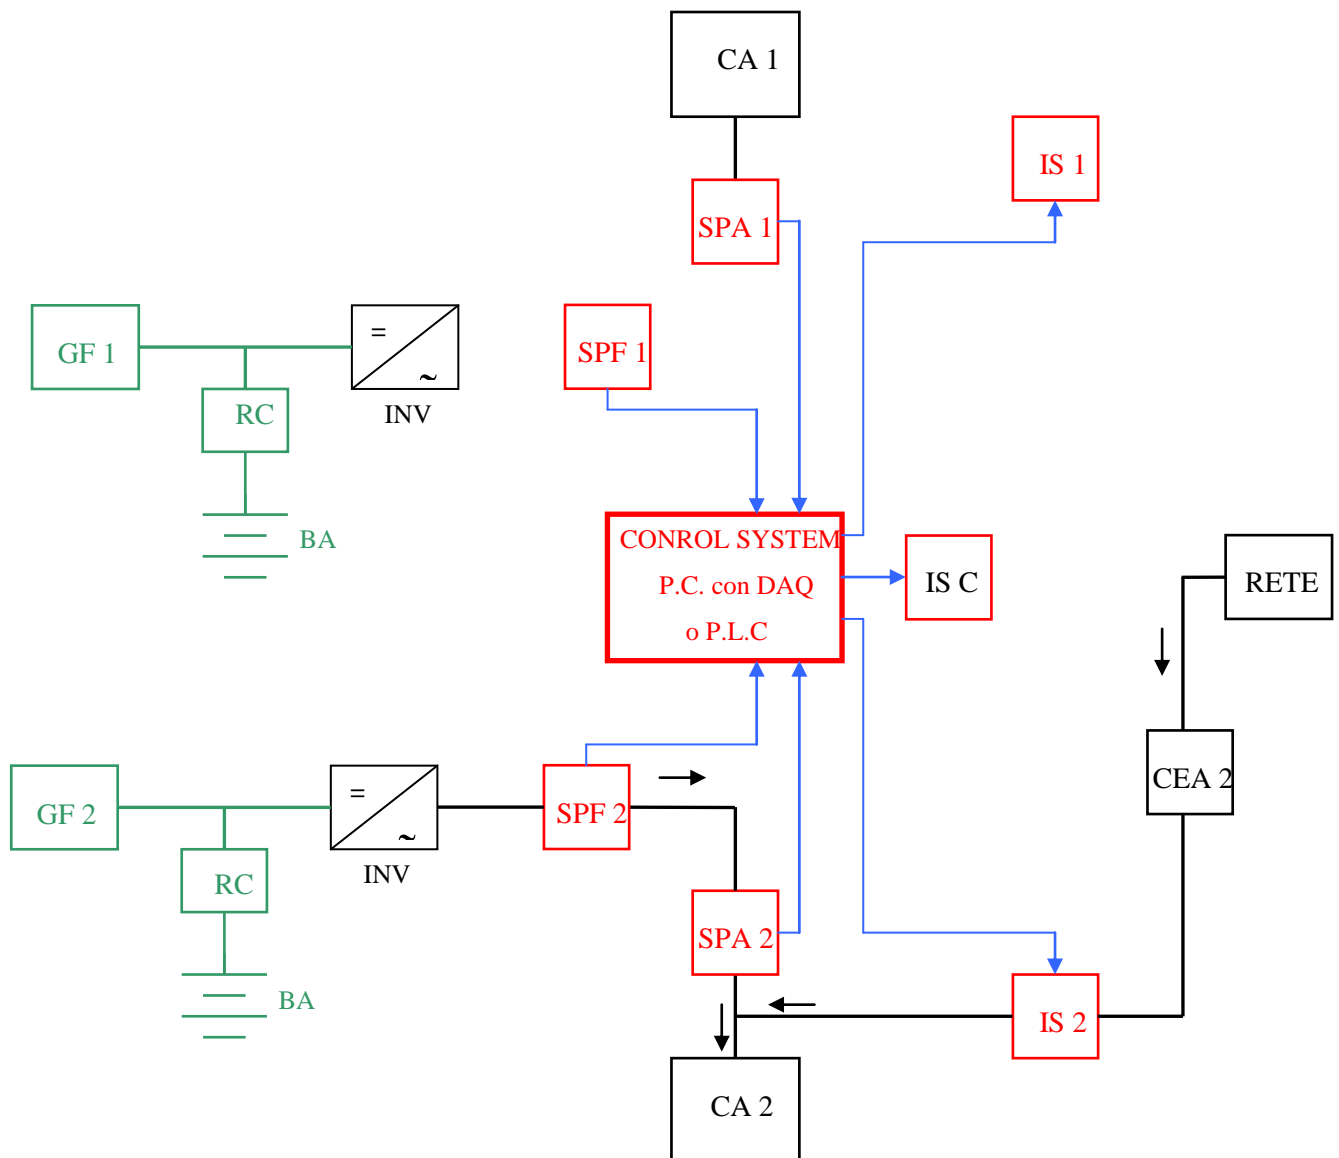 CA 1
IS 1
SPA 1
GF 1
=
~
SPF 1
RC
INV
BA
CONROL SYSTEM
P.C. con DAQ
o P.L.C
IS C
RETE
CEA 2
GF 2
=
~
SPF 2
RC
INV
SPA 2
BA
IS 2
CA 2